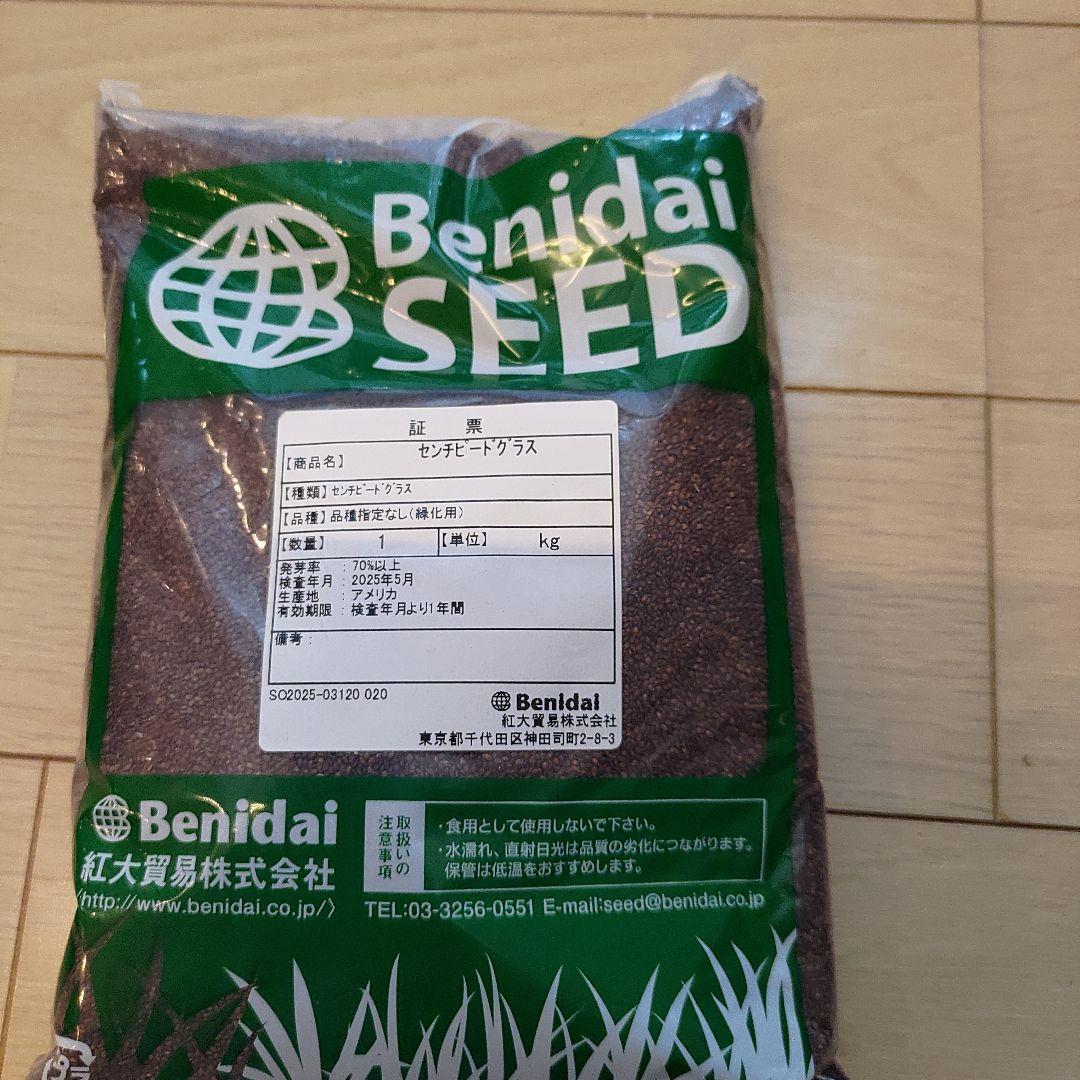 Benidai
SEED
証 票
【商品名】 センチピードグラス
【種類】センチピードグラス
【品種】品種指定なし(緑化用)
【数量】 1 【単位】 kg
発芽率 : 70%以上
検査年月 : 2025年5月
生産地 : アメリカ
有効期限 : 検査年月より1年間
備考 :
SO2025-03120 020
Benidai
紅大貿易株式会社
東京都千代田区神田司町2-8-3
Benidai
紅大貿易株式会社
〈http://www.benidai.co.jp/〉
取扱いの
注意事項
・食用として使用しないで下さい。
・水濡れ、直射日光は品質の劣化につながります。
保管は低温をおすすめします。
TEL:03-3256-0551 E-mail:seed@benidai.co.jp
プラ